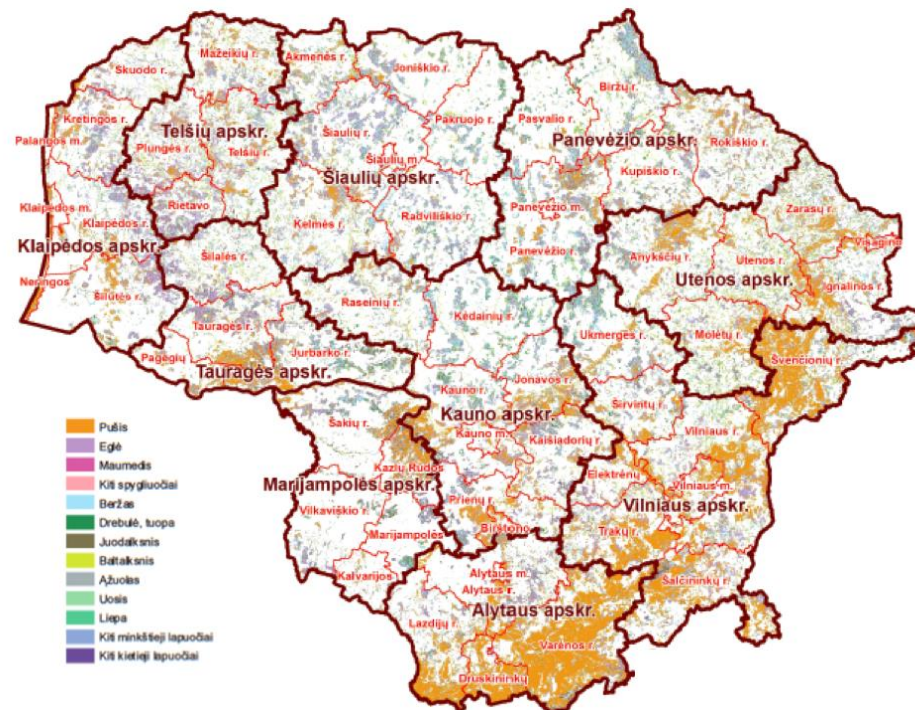 Skuodo r.
Mažeikių r.
Akmenės r.
Joniškio r.
Biržų r.
Kretingos r.
Palangos m.
Plungės r.
Telšių apskr.
Telšių r.
Šiaulių r.
Pakruojo r.
Pasvalio r.
Panevėžio apskr.
Rokiškio r.
Šiaulių m.
Šiaulių apskr.
Kupiškio r.
Rietavo
Klaipėdos m.
Klaipėdos r.
Klaipėdos apskr.
Kelmės r.
Radviliškio r.
Panevėžio m.
Panevėžio r.
Zarasų r.
Visagino
Anykščių r.
Utenos r.
Utenos apskr.
Ignalinos r.
Neringos
Šilutės r.
Šilalės r.
Raseinių r.
Kėdainių r.
Tauragės r.
Ukmergės r.
Molėtų r.
Švenčionių r.
Pagėgių
Jurbarko r.
Tauragės apskr.
Kauno r.
Jonavos r.
Kauno apskr.
Širvintų r.
Šakių r.
Kauno m.
Kaišiadorių r.
Vilniaus r.
Kazlų Rūdos
Marijampolės apskr.
Elektrėnų
Vilniaus m.
Vilniaus apskr.
Vilkaviškio r.
Prienų r.
Birštono
Trakų r.
Marijampolės
Kalvarijos
Alytaus m.
Alytaus r.
Alytaus apskr.
Šalčininkų r.
Lazdijų r.
Varėnos r.
Druskininkų
Pušis
Eglė
Maumedis
Kiti spygliuočiai
Beržas
Drebulė, tuopa
Juodalksnis
Baltalksnis
Ąžuolas
Uosis
Liepa
Kiti minkštieji lapuočiai
Kiti kietieji lapuočiai